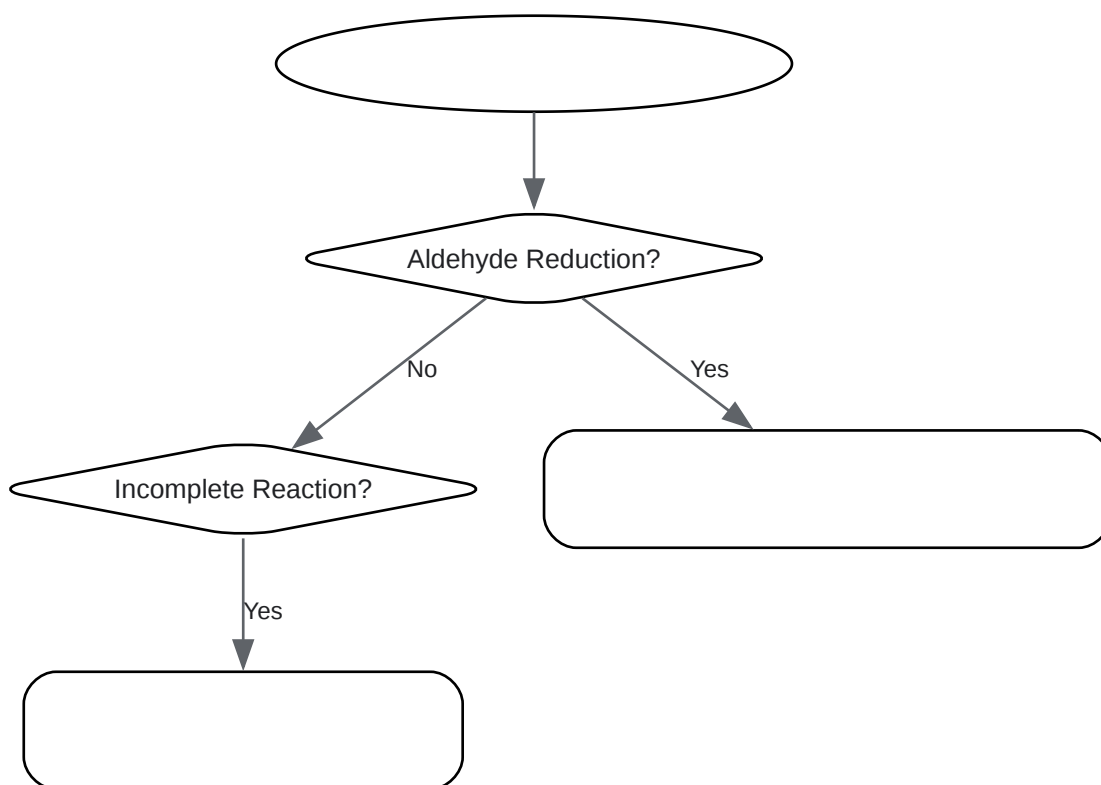 Aldehyde Reduction?
No
Yes
Incomplete Reaction?
Yes